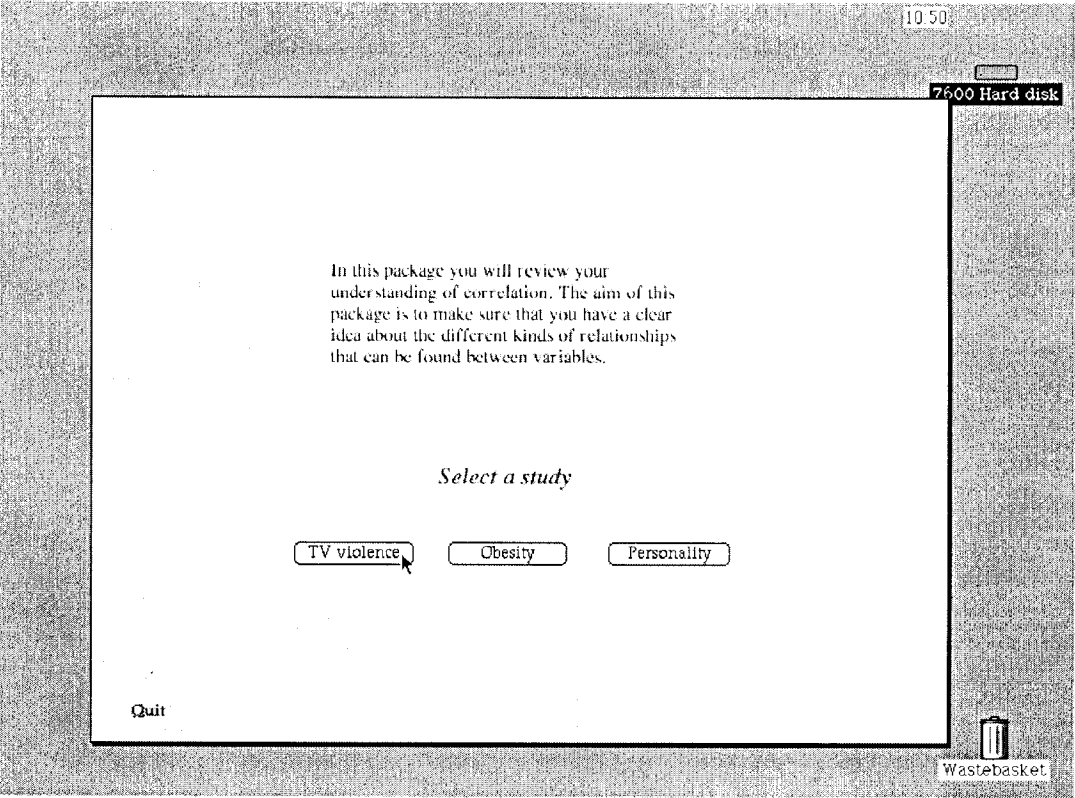 10:50
7600 Hard disk
In this package you will review your
understanding of correlation. The aim of this
package is to make sure that you have a clear
idea about the different kinds of relationships
that can be found between variables.
Select a study
TV violence
Obesity
Personality
Quit
Wastebasket